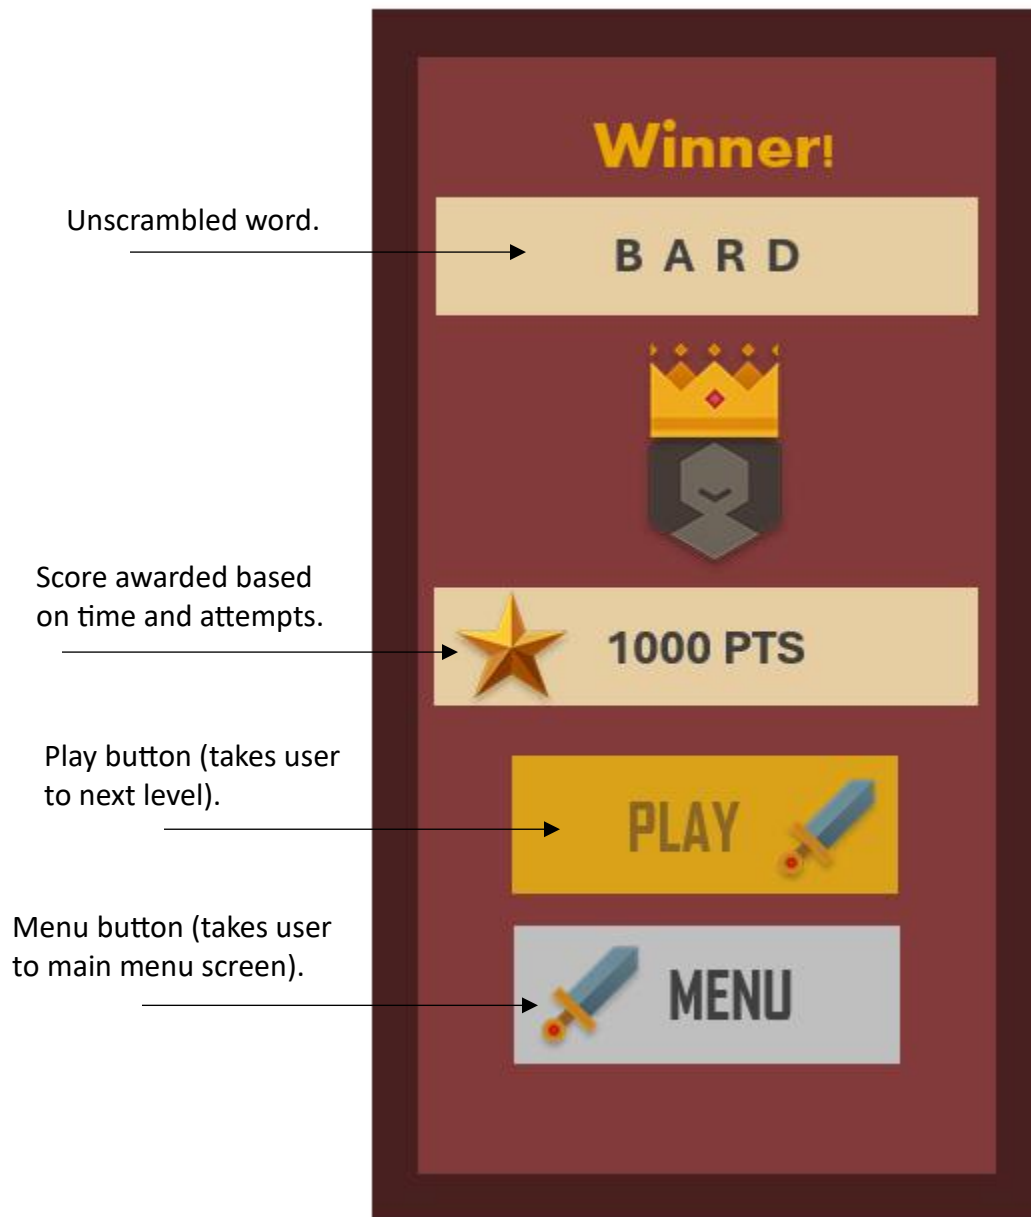 Winner!
Unscrambled word.
B A R D
Score awarded based
on time and attempts.
1000 PTS
Play button (takes user
to next level).
PLAY
Menu button (takes user
to main menu screen).
MENU